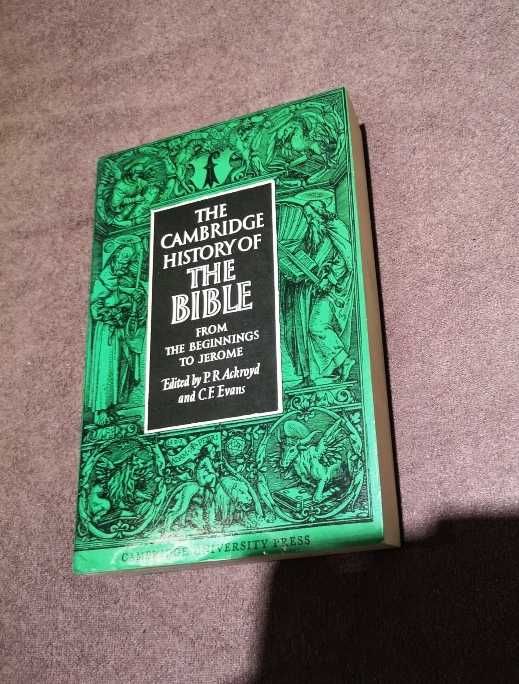 THE
CAMBRIDGE
HISTORY OF
THE
BIBLE
FROM
THE BEGINNINGS
TO JEROME
Edited by P. R. Ackroyd
and C. F. Evans
CAMBRIDGE UNIVERSITY PRESS